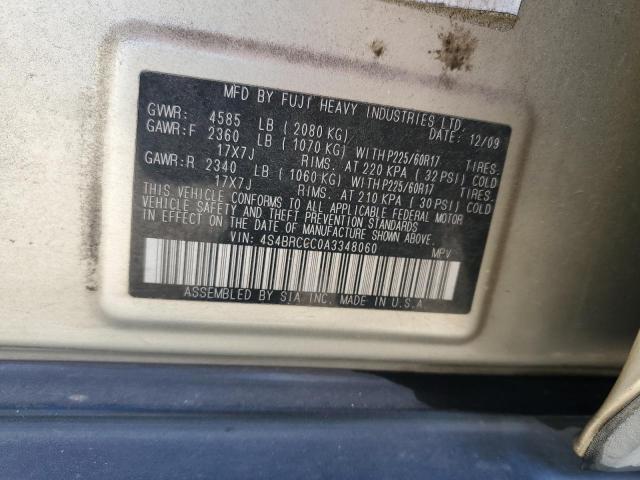 MFD BY FUJI HEAVY INDUSTRIES LTD.
GVWR: 4585 LB ( 2080 KG) DATE: 12/09
GAWR:F 2360 LB ( 1070 KG) WITH P225/60R17 TIRES.
17X7J RIMS. AT 220 KPA ( 32 PSI) COLD
GAWR:R 2340 LB ( 1060 KG) WITH P225/60R17 TIRES.
17X7J RIMS. AT 210 KPA ( 30 PSI) COLD
THIS VEHICLE CONFORMS TO ALL APPLICABLE FEDERAL MOTOR
VEHICLE SAFETY AND THEFT PREVENTION STANDARDS
IN EFFECT ON THE DATE OF MANUFACTURE SHOWN ABOVE.
VIN: 4S4BRCCC0A3348060 MPV
ASSEMBLED BY SIA, INC. MADE IN U.S.A.